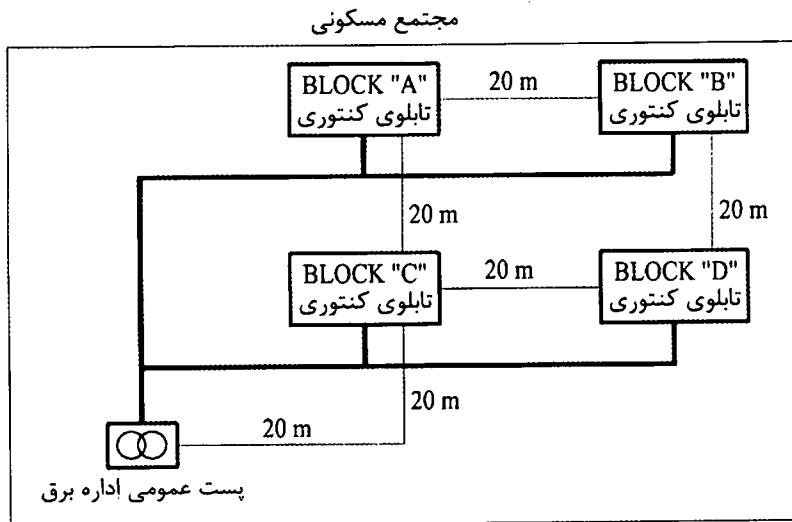 مجتمع مسکونی
BLOCK "A"
تابلوی کنتوری
20 m
BLOCK "B"
تابلوی کنتوری
20 m
20 m
BLOCK "C"
تابلوی کنتوری
20 m
BLOCK "D"
تابلوی کنتوری
20 m
20 m
پست عمومی اداره برق